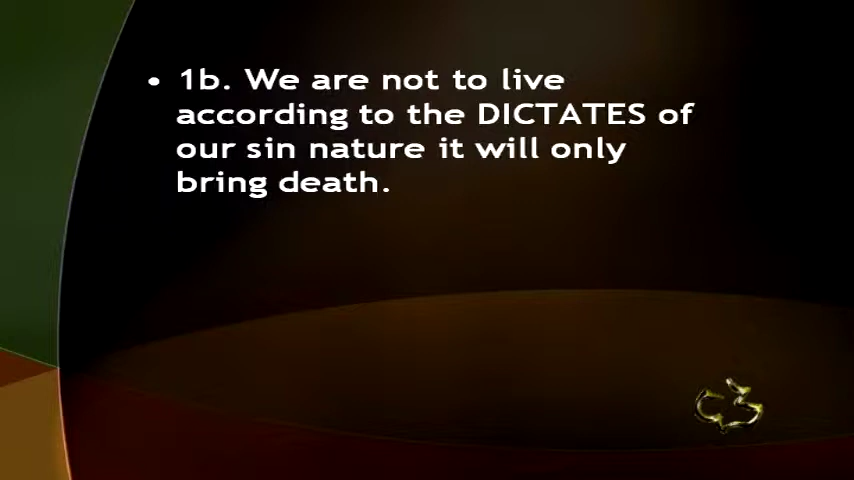 • 1b. We are not to live
according to the DICTATES of
our sin nature it will only
bring death.
C3